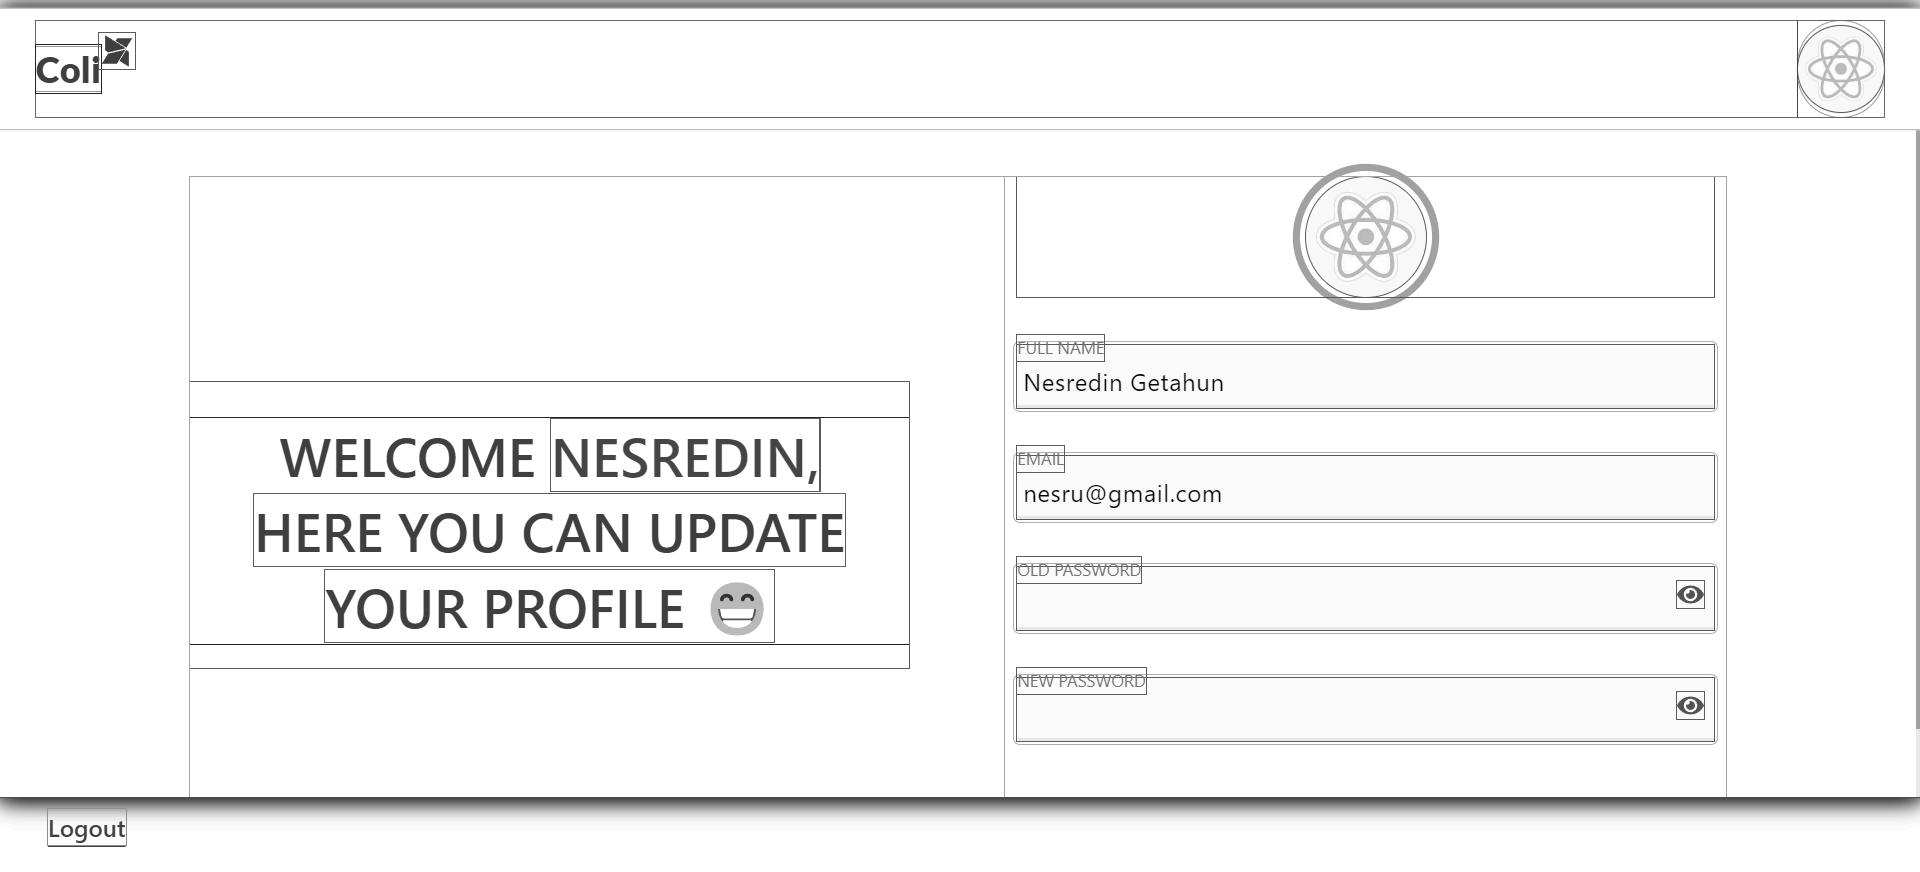 Coli
WELCOME NESREDIN,
HERE YOU CAN UPDATE
YOUR PROFILE 😁
FULL NAME
Nesredin Getahun
EMAIL
nesru@gmail.com
OLD PASSWORD
NEW PASSWORD
Logout